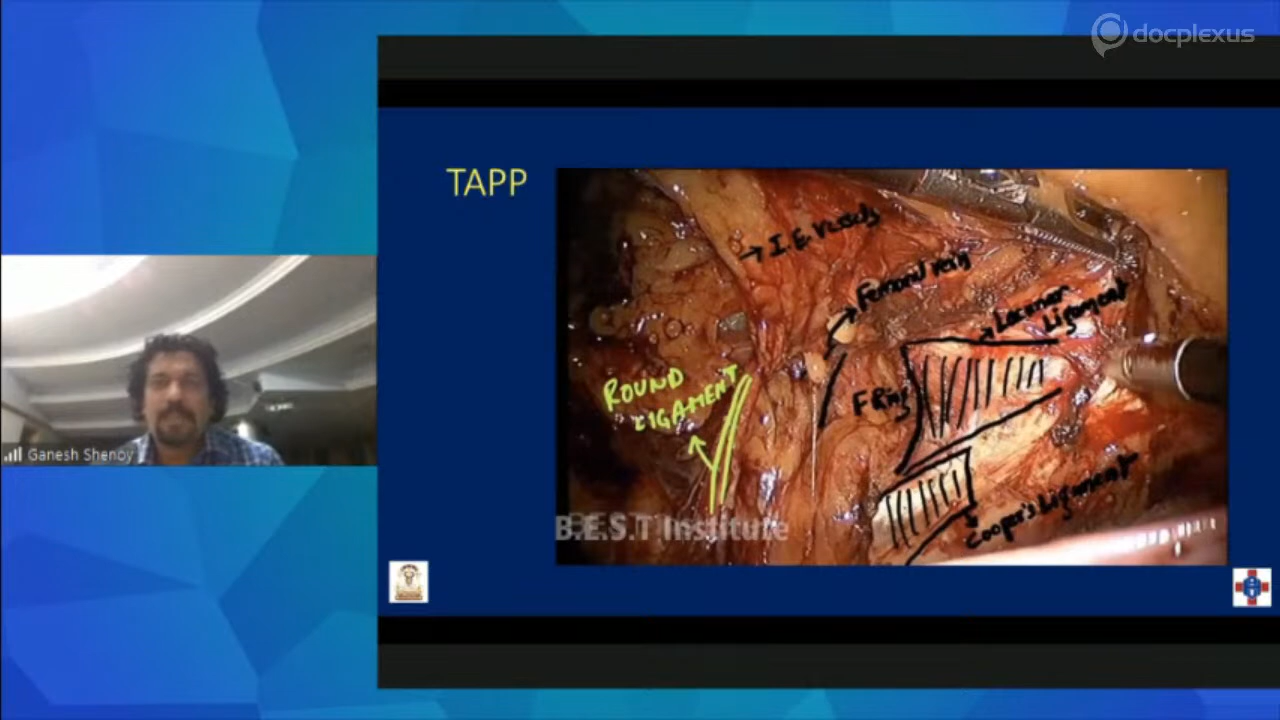 docplexus
TAPP
I.E. Vessels
Femoral vein
Lacunar
Ligament
ROUND
LIGAMENT
F Ring
Ganesh Shenoy
B.E.S.T Institute
Cooper's Ligament